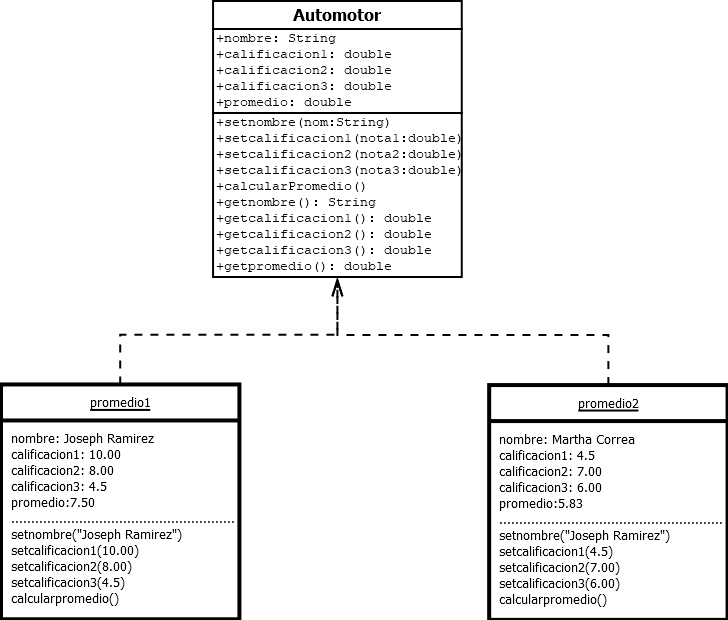 Automotor
+nombre: String
+calificacion1: double
+calificacion2: double
+calificacion3: double
+promedio: double
+setnombre(nom:String)
+setcalificacion1(nota1:double)
+setcalificacion2(nota2:double)
+setcalificacion3(nota3:double)
+calcularPromedio()
+getnombre(): String
+getcalificacion1(): double
+getcalificacion2(): double
+getcalificacion3(): double
+getpromedio(): double
promedio1
nombre: Joseph Ramirez
calificacion1: 10.00
calificacion2: 8.00
calificacion3: 4.5
promedio:7.50
setnombre("Joseph Ramirez")
setcalificacion1(10.00)
setcalificacion2(8.00)
setcalificacion3(4.5)
calcularpromedio()
promedio2
nombre: Martha Correa
calificacion1: 4.5
calificacion2: 7.00
calificacion3: 6.00
promedio:5.83
setnombre("Joseph Ramirez")
setcalificacion1(4.5)
setcalificacion2(7.00)
setcalificacion3(6.00)
calcularpromedio()